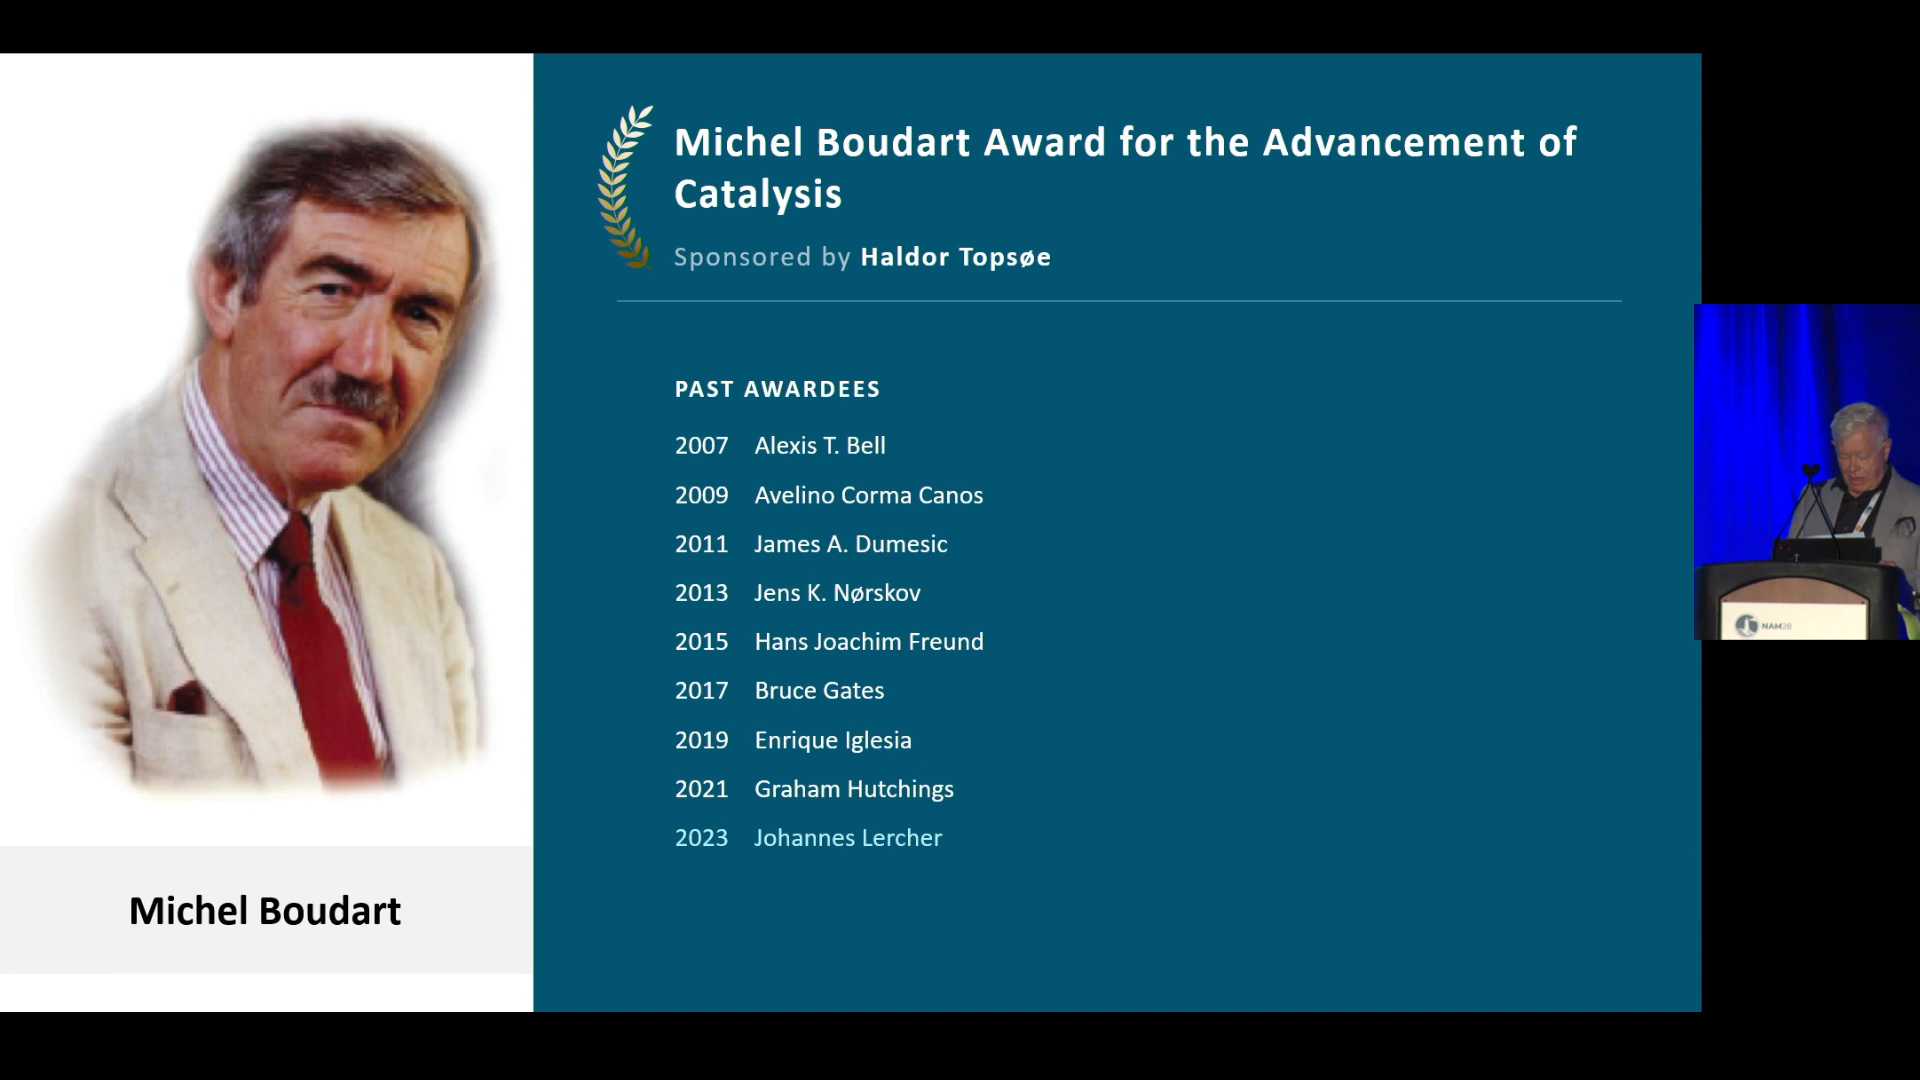 Michel Boudart Award for the Advancement of
Catalysis
Sponsored by Haldor Topsøe
PAST AWARDEES
2007 Alexis T. Bell
2009 Avelino Corma Canos
2011 James A. Dumesic
2013 Jens K. Nørskov
2015 Hans Joachim Freund
2017 Bruce Gates
2019 Enrique Iglesia
2021 Graham Hutchings
2023 Johannes Lercher
Michel Boudart
NAM28